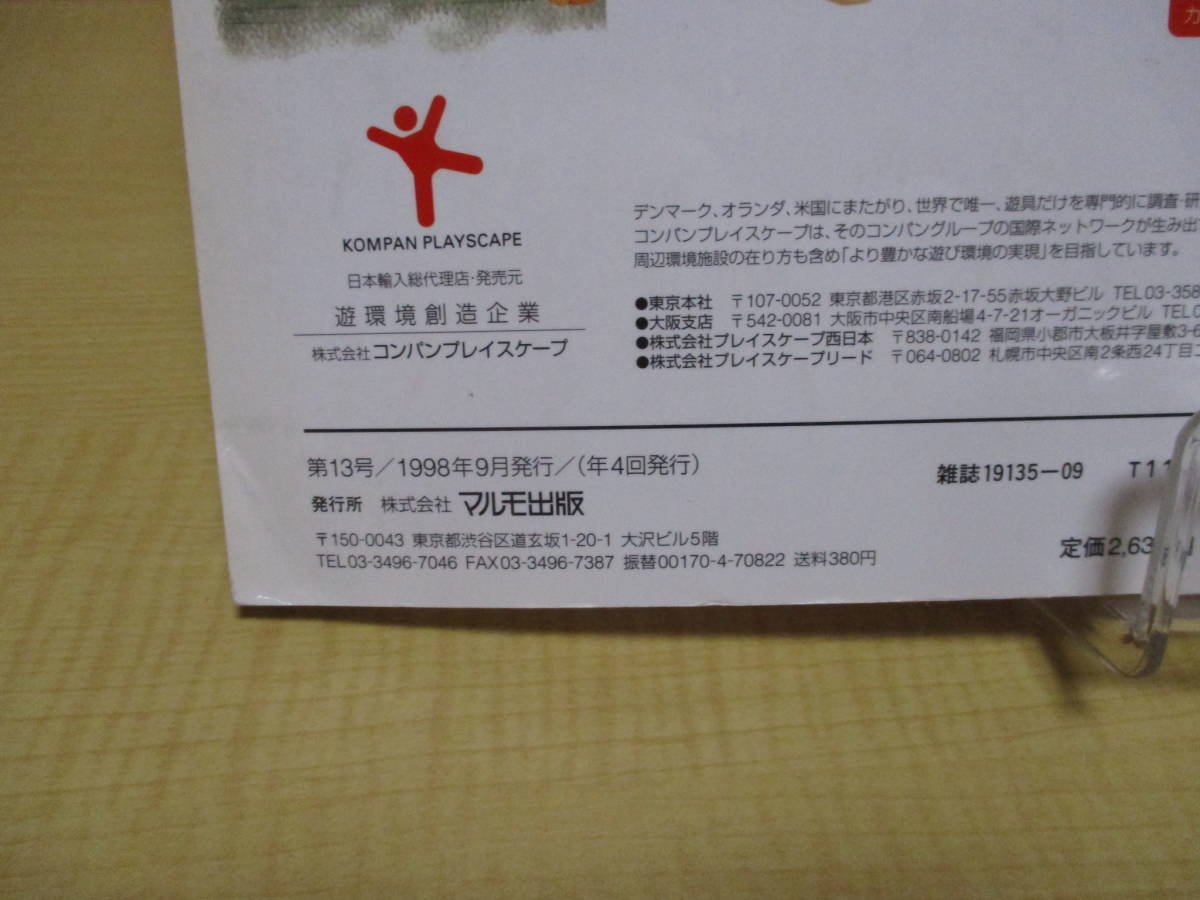 カ
KOMPAN PLAYSCAPE
日本輸入総代理店・発売元
遊環境創造企業
株式会社コンパンプレイスケープ
デンマーク、オランダ、米国にまたがり、世界で唯一、遊具だけを専門的に調査・研
コンパンプレイスケープは、そのコンパングループの国際ネットワークが生み出
周辺環境施設の在り方も含め「より豊かな遊び環境の実現」を目指しています。
●東京本社 〒107-0052 東京都港区赤坂2-17-55赤坂大野ビル TEL03-358
●大阪支店 〒542-0081 大阪市中央区南船場4-7-21オーガニックビル TEL
●株式会社プレイスケープ西日本 〒838-0142 福岡県小郡市大板井字屋敷3-
●株式会社プレイスケープリード 〒064-0802 札幌市中央区南2条西24丁目
第13号/1998年9月発行/(年4回発行)
雑誌19135-09 T11
発行所 株式会社 マルモ出版
〒150-0043 東京都渋谷区道玄坂1-20-1 大沢ビル5階
TEL03-3496-7046 FAX03-3496-7387 振替00170-4-70822 送料380円
定価2,63